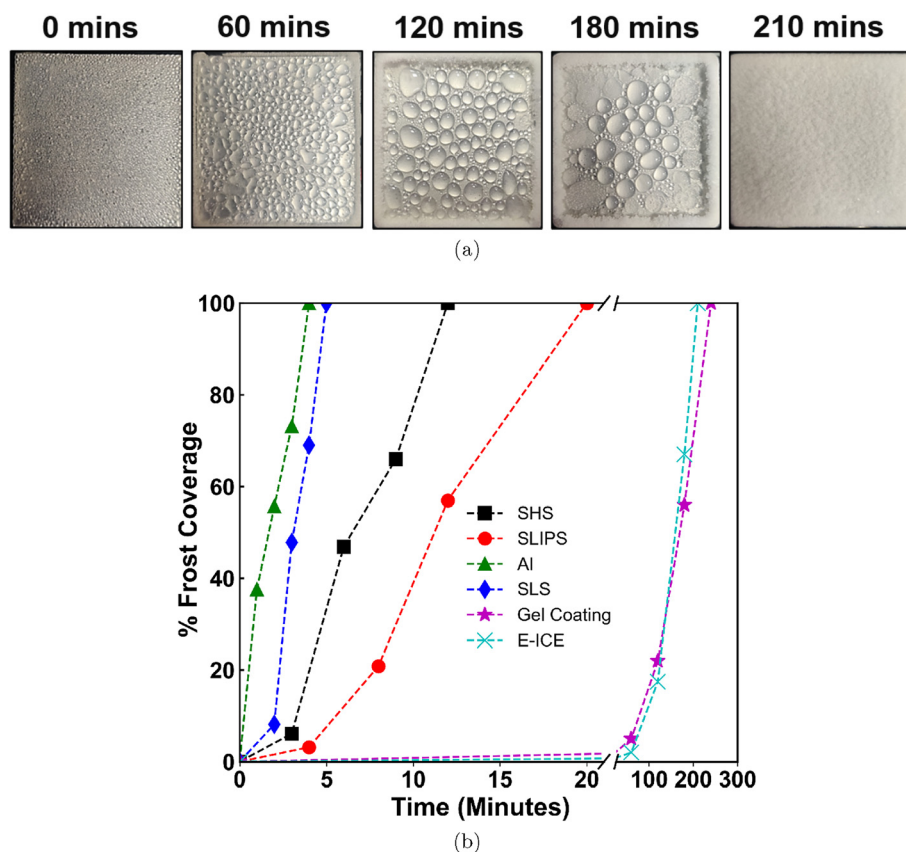 0 mins 60 mins 120 mins 180 mins 210 mins
(a)
100
80
60
40
20
0
% Frost Coverage
SHS
SLIPS
Al
SLS
Gel Coating
E-ICE
0 5 10 15 20 100 200 300
Time (Minutes)
(b)